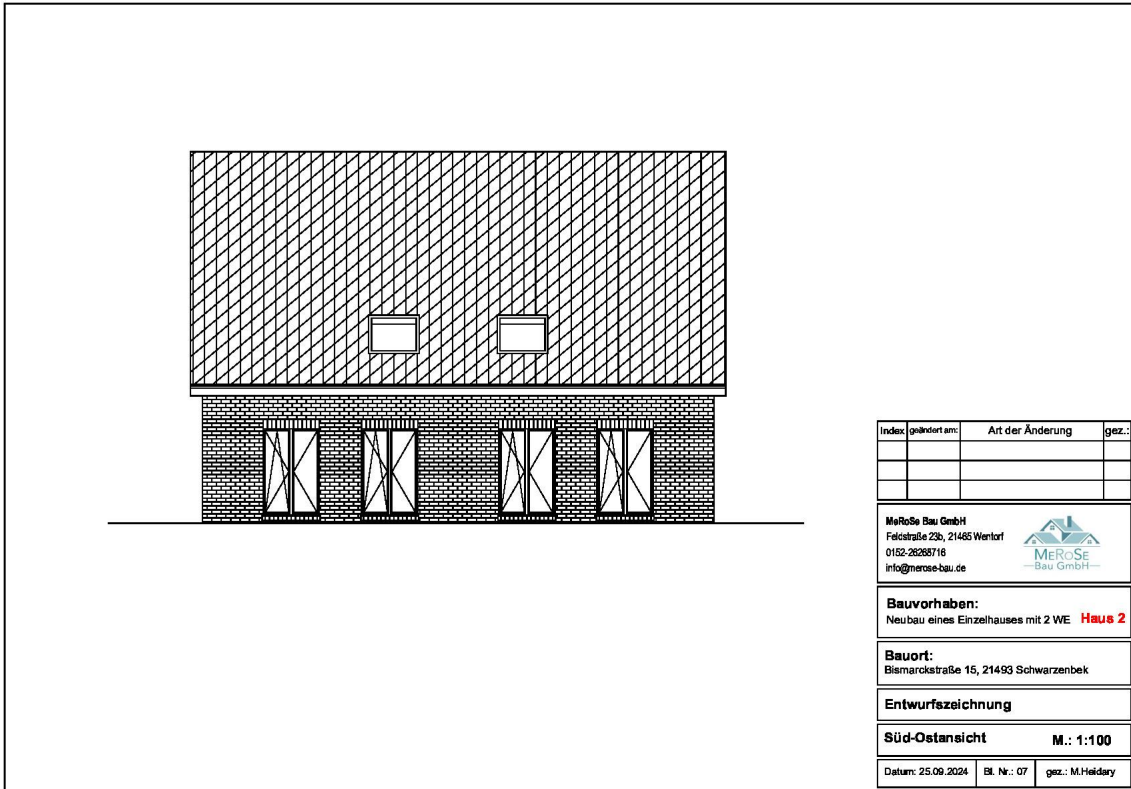 Index geändert am: Art der Änderung gez.:
MeRoSe Bau GmbH
Feldstraße 23b, 21465 Wentorf
0152-26268716
info@merose-bau.de
MEROSE
Bau GmbH
Bauvorhaben:
Neubau eines Einzelhauses mit 2 WE Haus 2
Bauort:
Bismarckstraße 15, 21493 Schwarzenbek
Entwurfszeichnung
Süd-Ostansicht M.: 1:100
Datum: 25.09.2024 Bl. Nr.: 07 gez.: M.Heidary